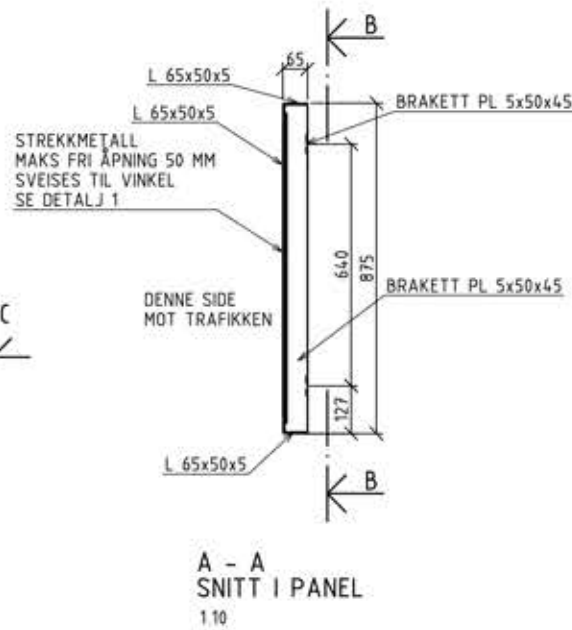 B
65
L 65x50x5
L 65x50x5
BRAKETT PL 5x50x45
STREKKMETALL
MAKS FRI ÅPNING 50 MM
SVEISES TIL VINKEL
SE DETALJ 1
640
875
BRAKETT PL 5x50x45
DENNE SIDE
MOT TRAFIKKEN
C
127
L 65x50x5
B
A - A
SNITT I PANEL
1:10